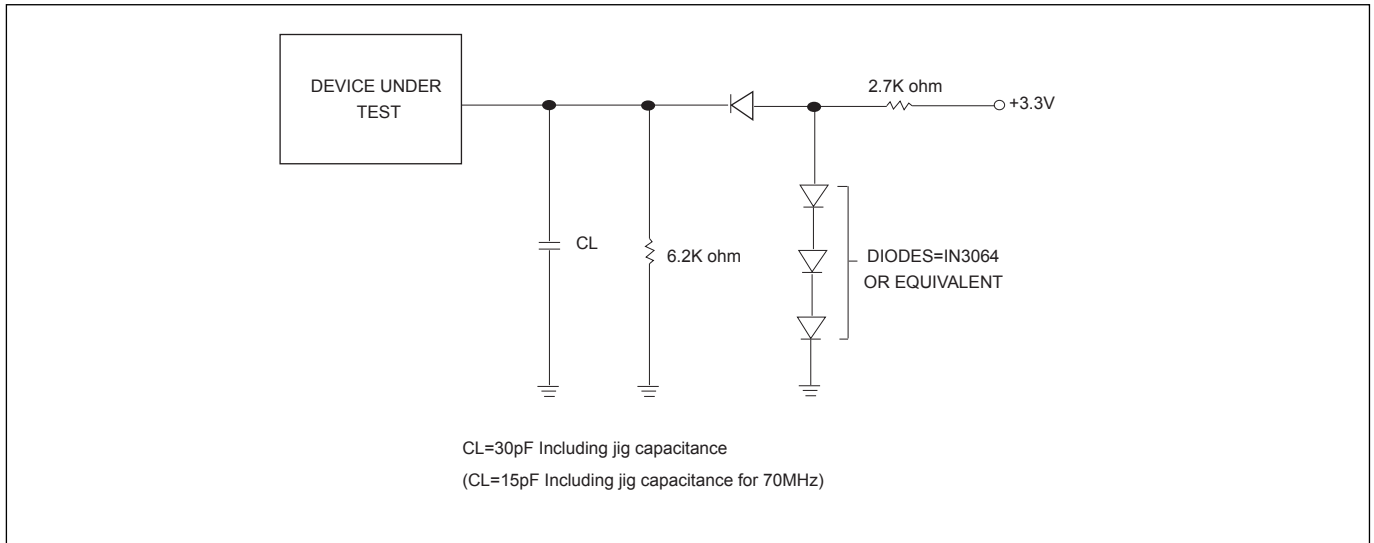 DEVICE UNDER
TEST
2.7K ohm
+3.3V
CL
6.2K ohm
DIODES=IN3064
OR EQUIVALENT
CL=30pF Including jig capacitance
(CL=15pF Including jig capacitance for 70MHz)